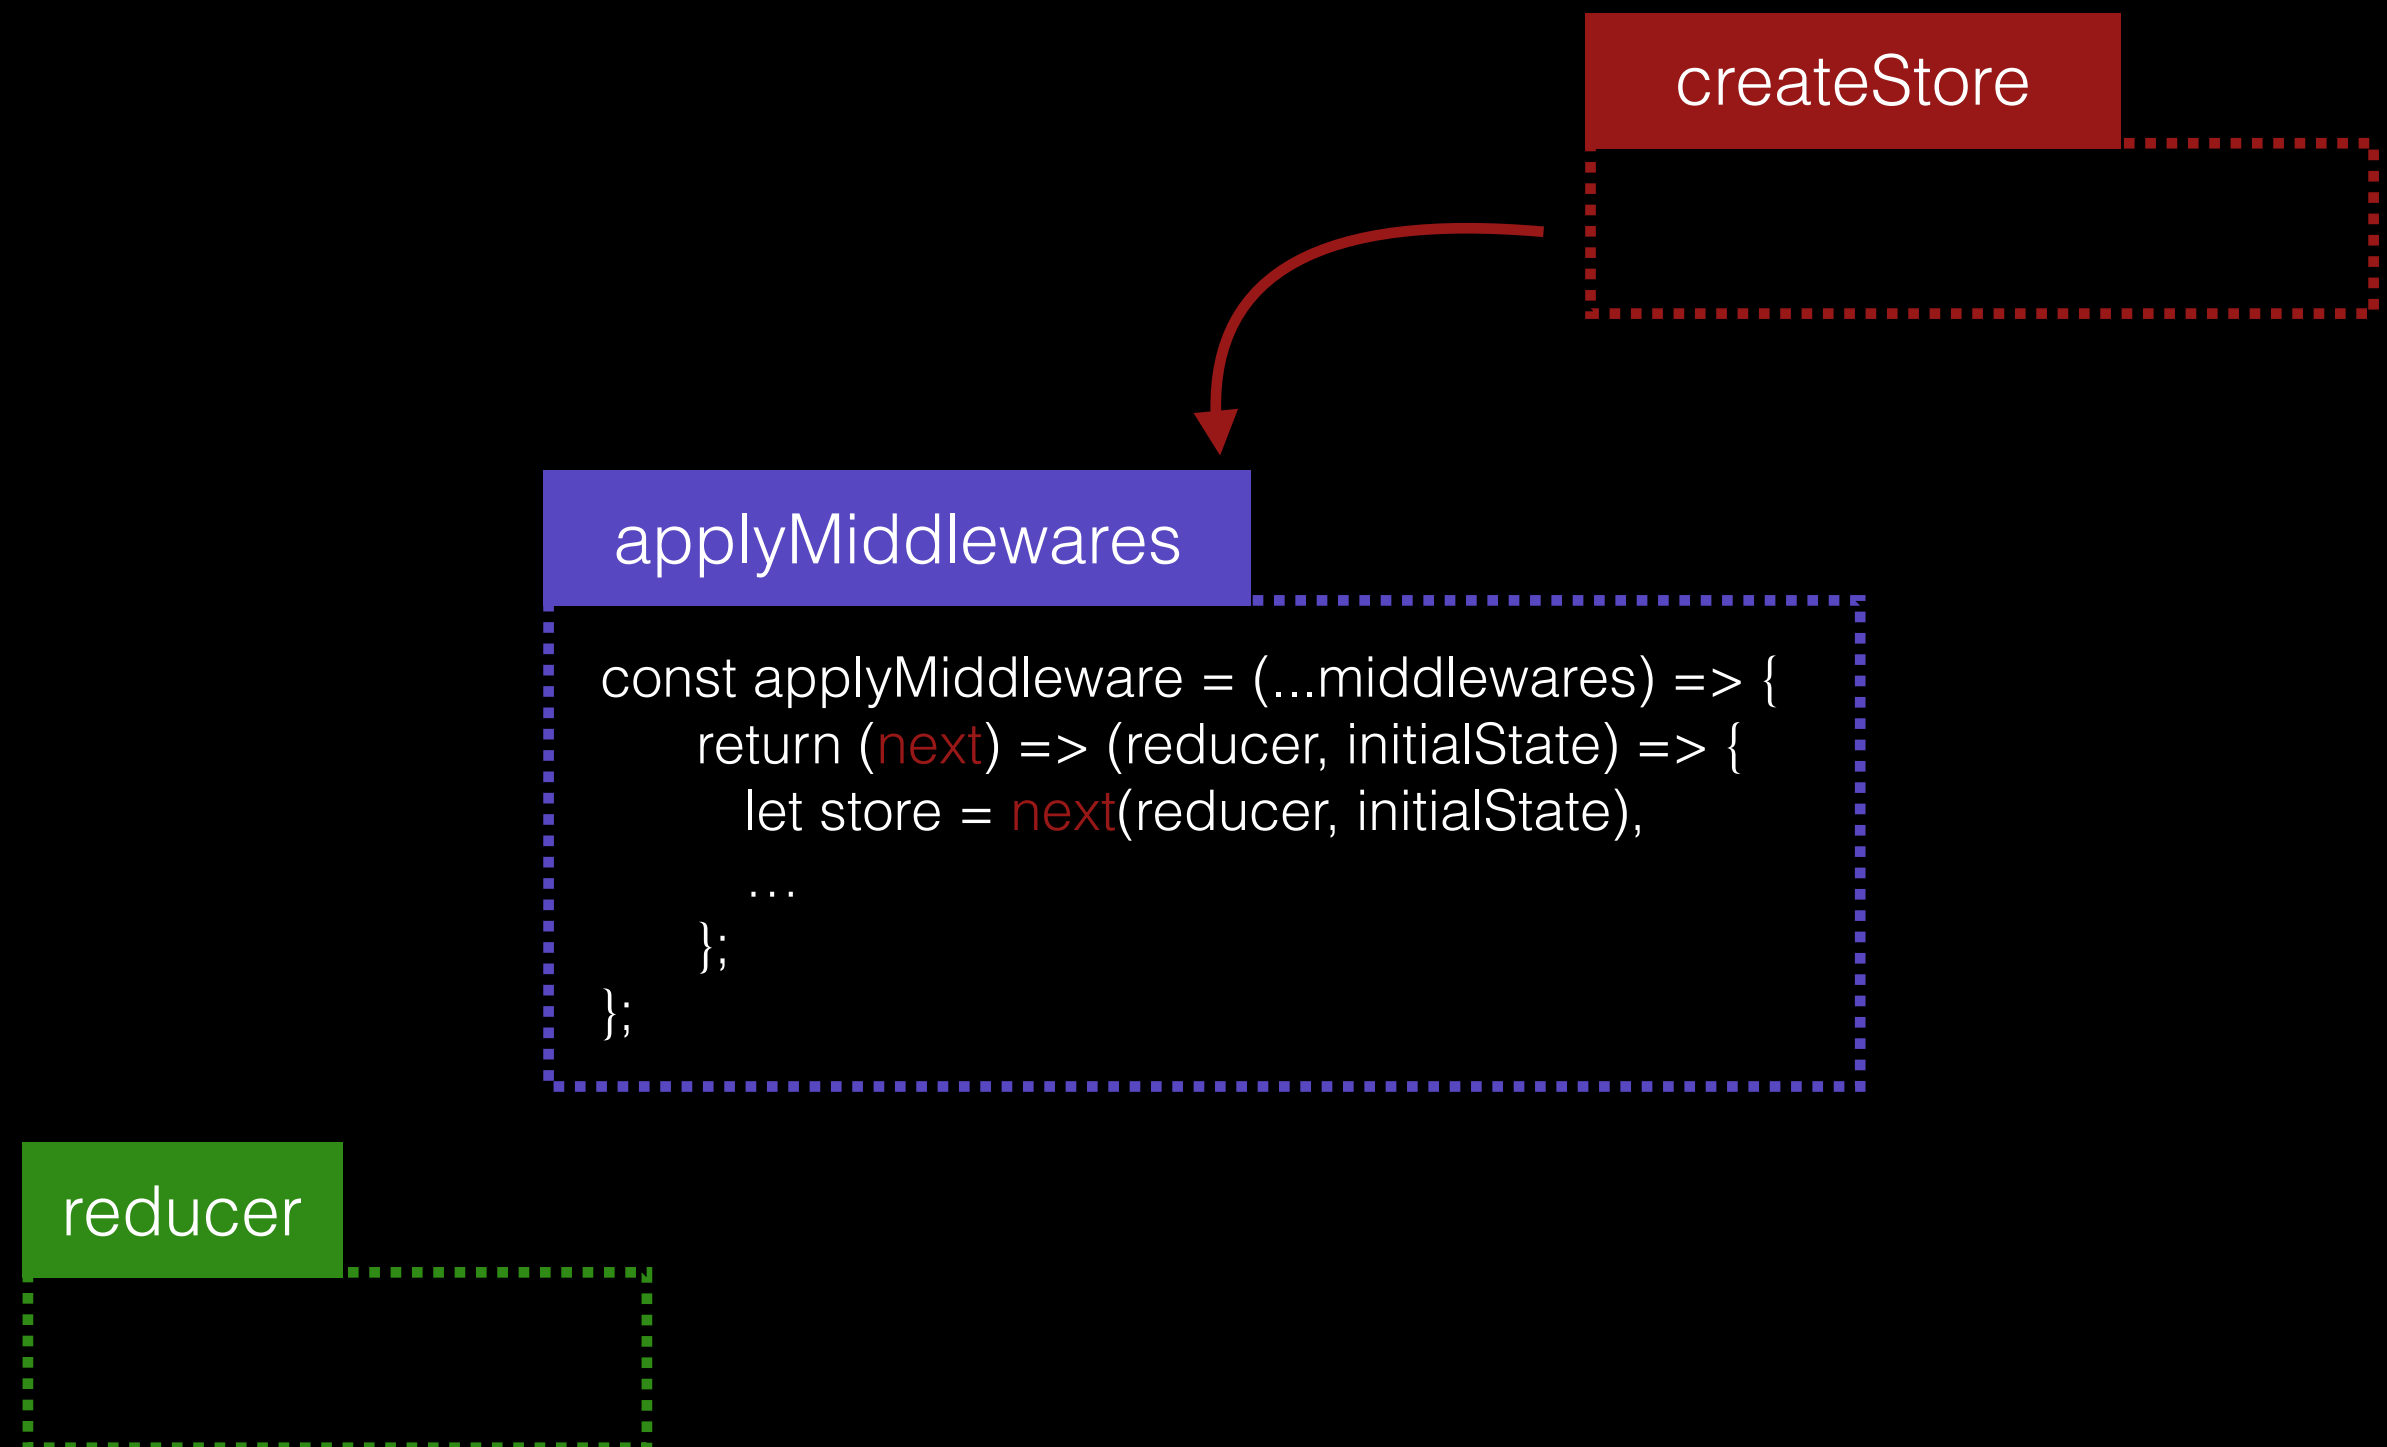 createStore
applyMiddlewares
const applyMiddleware = (...middlewares) => {
return (next) => (reducer, initialState) => {
let store = next(reducer, initialState),
…
};
};
reducer